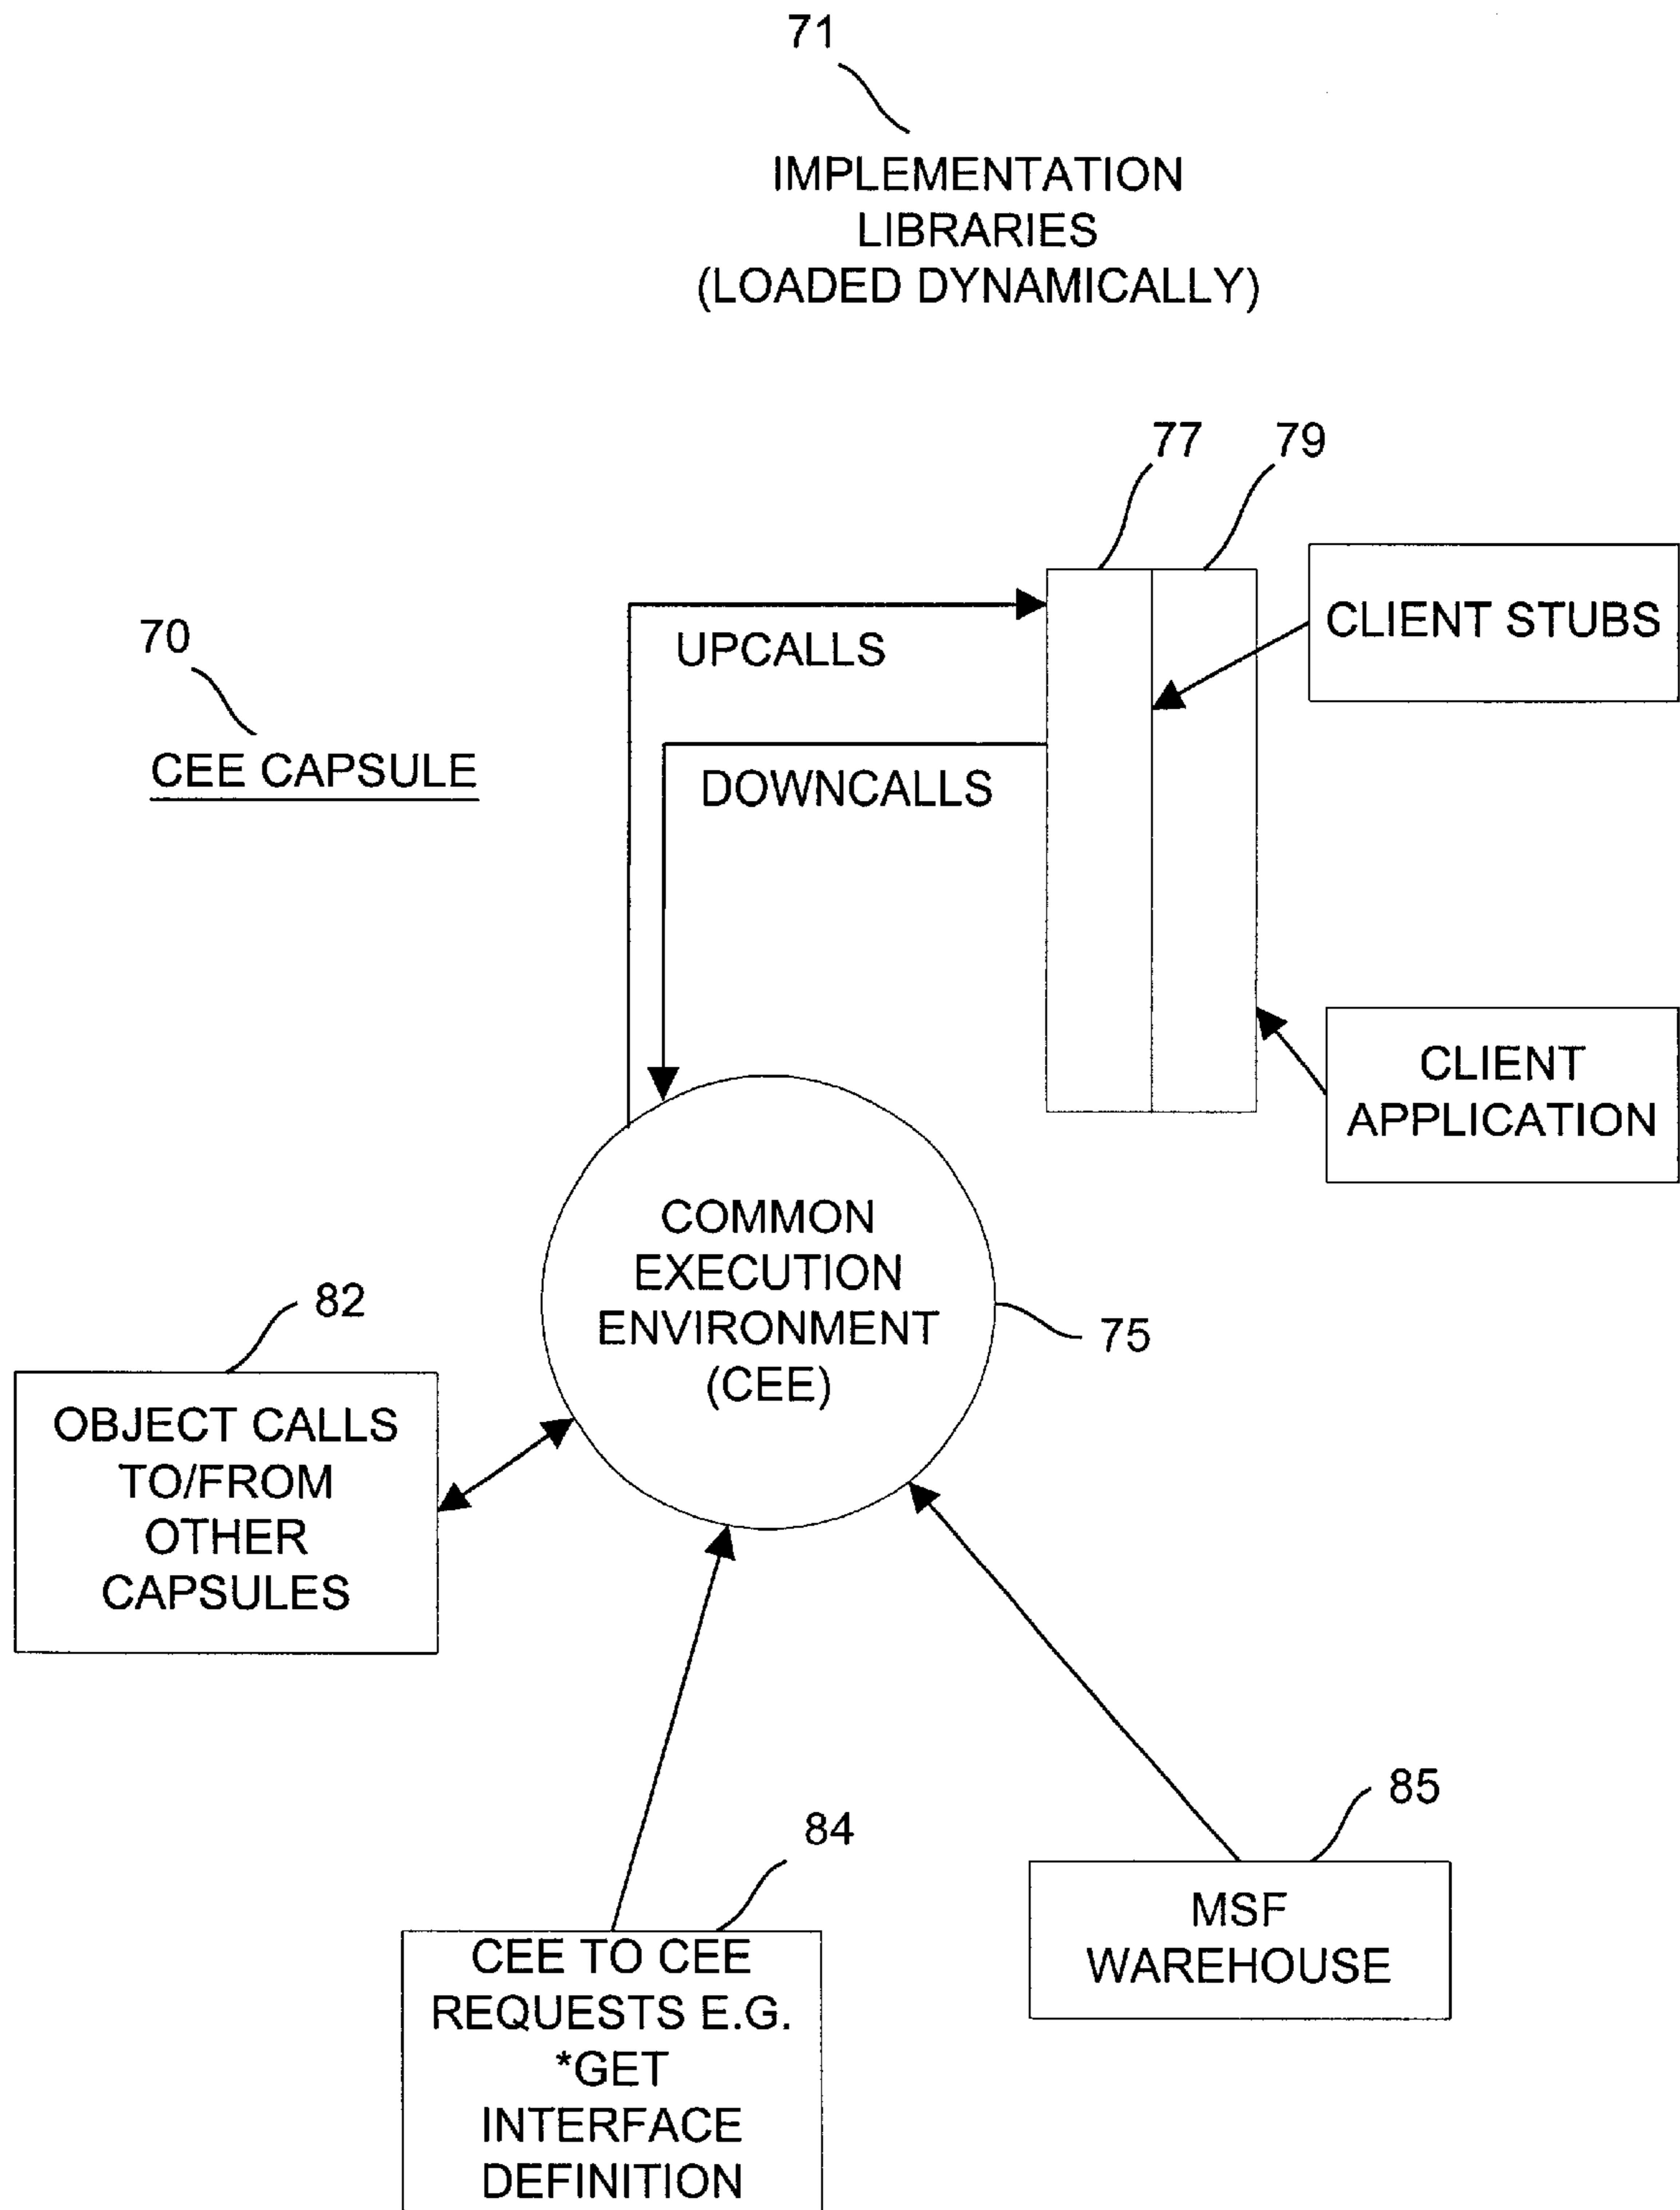 71
IMPLEMENTATION
LIBRARIES
(LOADED DYNAMICALLY)
77
79
CLIENT STUBS
UPCALLS
70
CEE CAPSULE
DOWNCALLS
CLIENT
APPLICATION
COMMON
EXECUTION
ENVIRONMENT
(CEE)
75
82
OBJECT CALLS
TO/FROM
OTHER
CAPSULES
85
84
MSF
WAREHOUSE
CEE TO CEE
REQUESTS E.G.
*GET
INTERFACE
DEFINITION